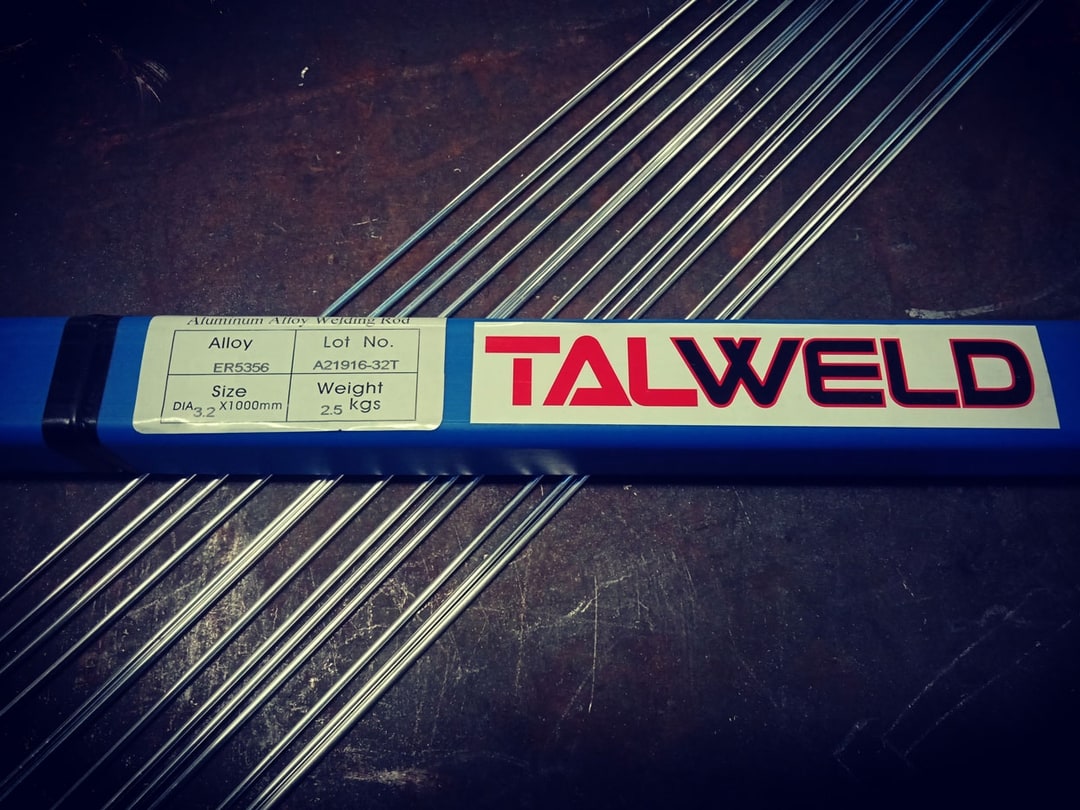 Aluminum Alloy Welding Rod
Alloy
ER5356
Lot No.
A21916-32T
Size
DIA 3.2 X1000mm
Weight
2.5 kgs
TALWELD